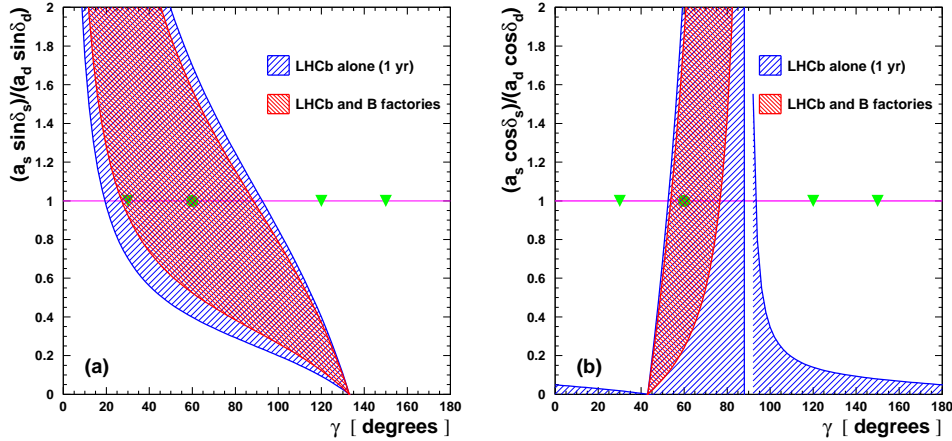 (a_s sinδ_s)/(a_d sinδ_d)
2
1.8
1.6
1.4
1.2
1
0.8
0.6
0.4
0.2
0
LHCb alone (1 yr)
LHCb and B factories
(a)
0 20 40 60 80 100 120 140 160 180
γ [ degrees]
(a_s cosδ_s)/(a_d cosδ_d)
2
1.8
1.6
1.4
1.2
1
0.8
0.6
0.4
0.2
0
LHCb alone (1 yr)
LHCb and B factories
(b)
0 20 40 60 80 100 120 140 160 180
γ [ degrees]